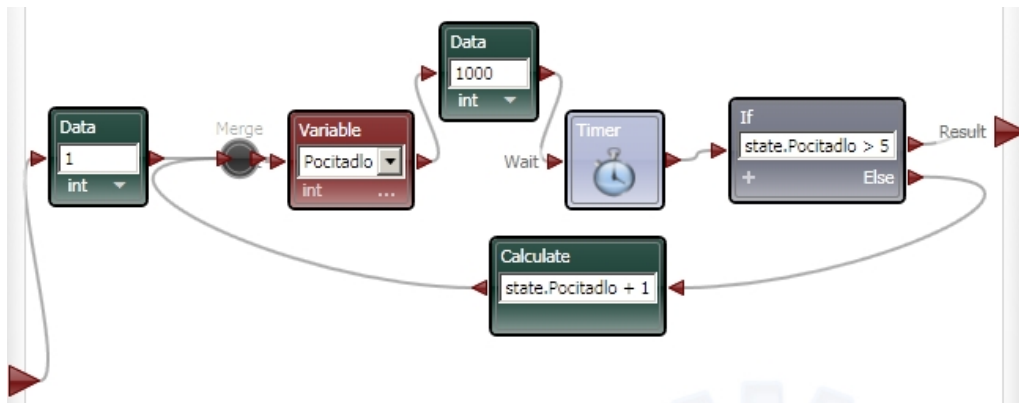 Data
1
int
Merge
Variable
Pocitadlo
int ...
Data
1000
int
Wait
Timer
If
state.Pocitadlo > 5
+ Else
Result
Calculate
state.Pocitadlo + 1